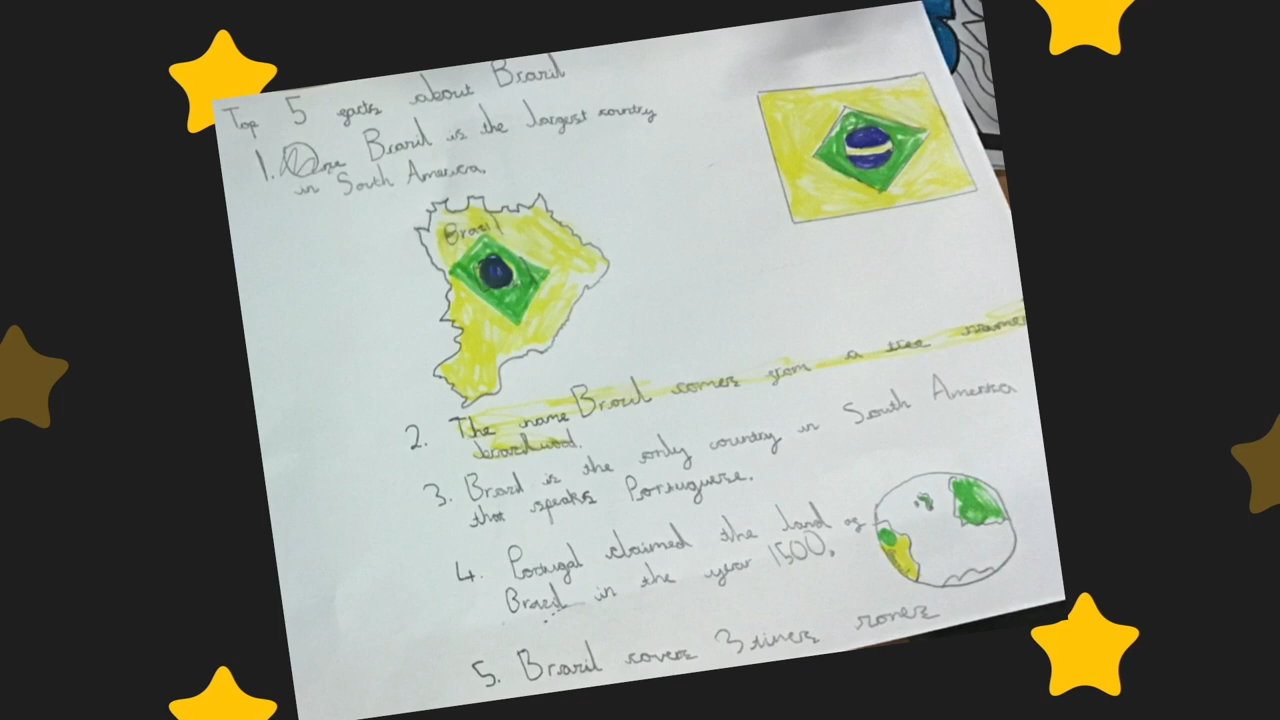 Top 5 facts about Brazil
1. Brazil is the largest country
in South America.
Brazil
2. The name Brazil comes from a tree named
brazilwood.
3. Brazil is the only country in South America
that speaks Portuguese.
4. Portugal claimed the land of
Brazil in the year 1500.
5. Brazil covers 3 times zones